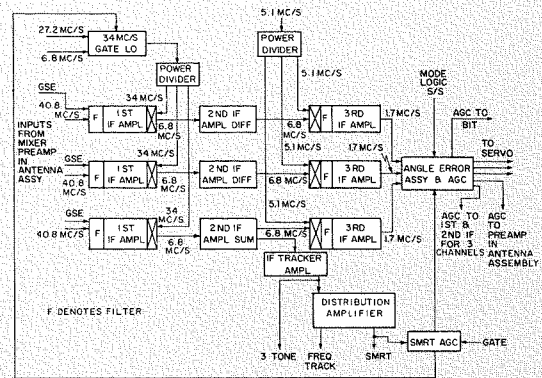 5.1 MC/S
27.2 MC/S
34 MC/S
GATE LO
6.8 MC/S
POWER
DIVIDER
POWER
DIVIDER
5.1 MC/S
MODE
LOGIC
S/S
AGC TO
BIT
GSE
34 MC/S
40.8
MC/S
F
1ST
IF AMPL
6.8 MC/S
2ND IF
AMPL DIFF
6.8
MC/S
F
3RD
IF AMPL
1.7 MC/S
INPUTS
FROM
MIXER
PREAMP
IN
ANTENNA
ASSY
GSE
34 MC/S
40.8
MC/S
F
1ST
IF AMPL
6.8 MC/S
2ND IF
AMPL DIFF
5.1 MC/S
6.8 MC/S
F
3RD
IF AMPL
1.7 MC/S
ANGLE ERROR
ASSY & AGC
TO
SERVO
GSE
34
MC/S
40.8 MC/S
F
1ST
IF AMPL
6.8
MC/S
2ND IF
AMPL SUM
5.1 MC/S
6.8 MC/S
F
3RD
IF AMPL
1.7 MC/S
AGC TO
1ST &
2ND IF
FOR 3
CHANNELS
AGC
TO
PREAMP
IN
ANTENNA
ASSEMBLY
IF TRACKER
AMPL
F DENOTES FILTER
DISTRIBUTION
AMPLIFIER
3 TONE
FREQ
TRACK
SMRT
SMRT AGC
GATE